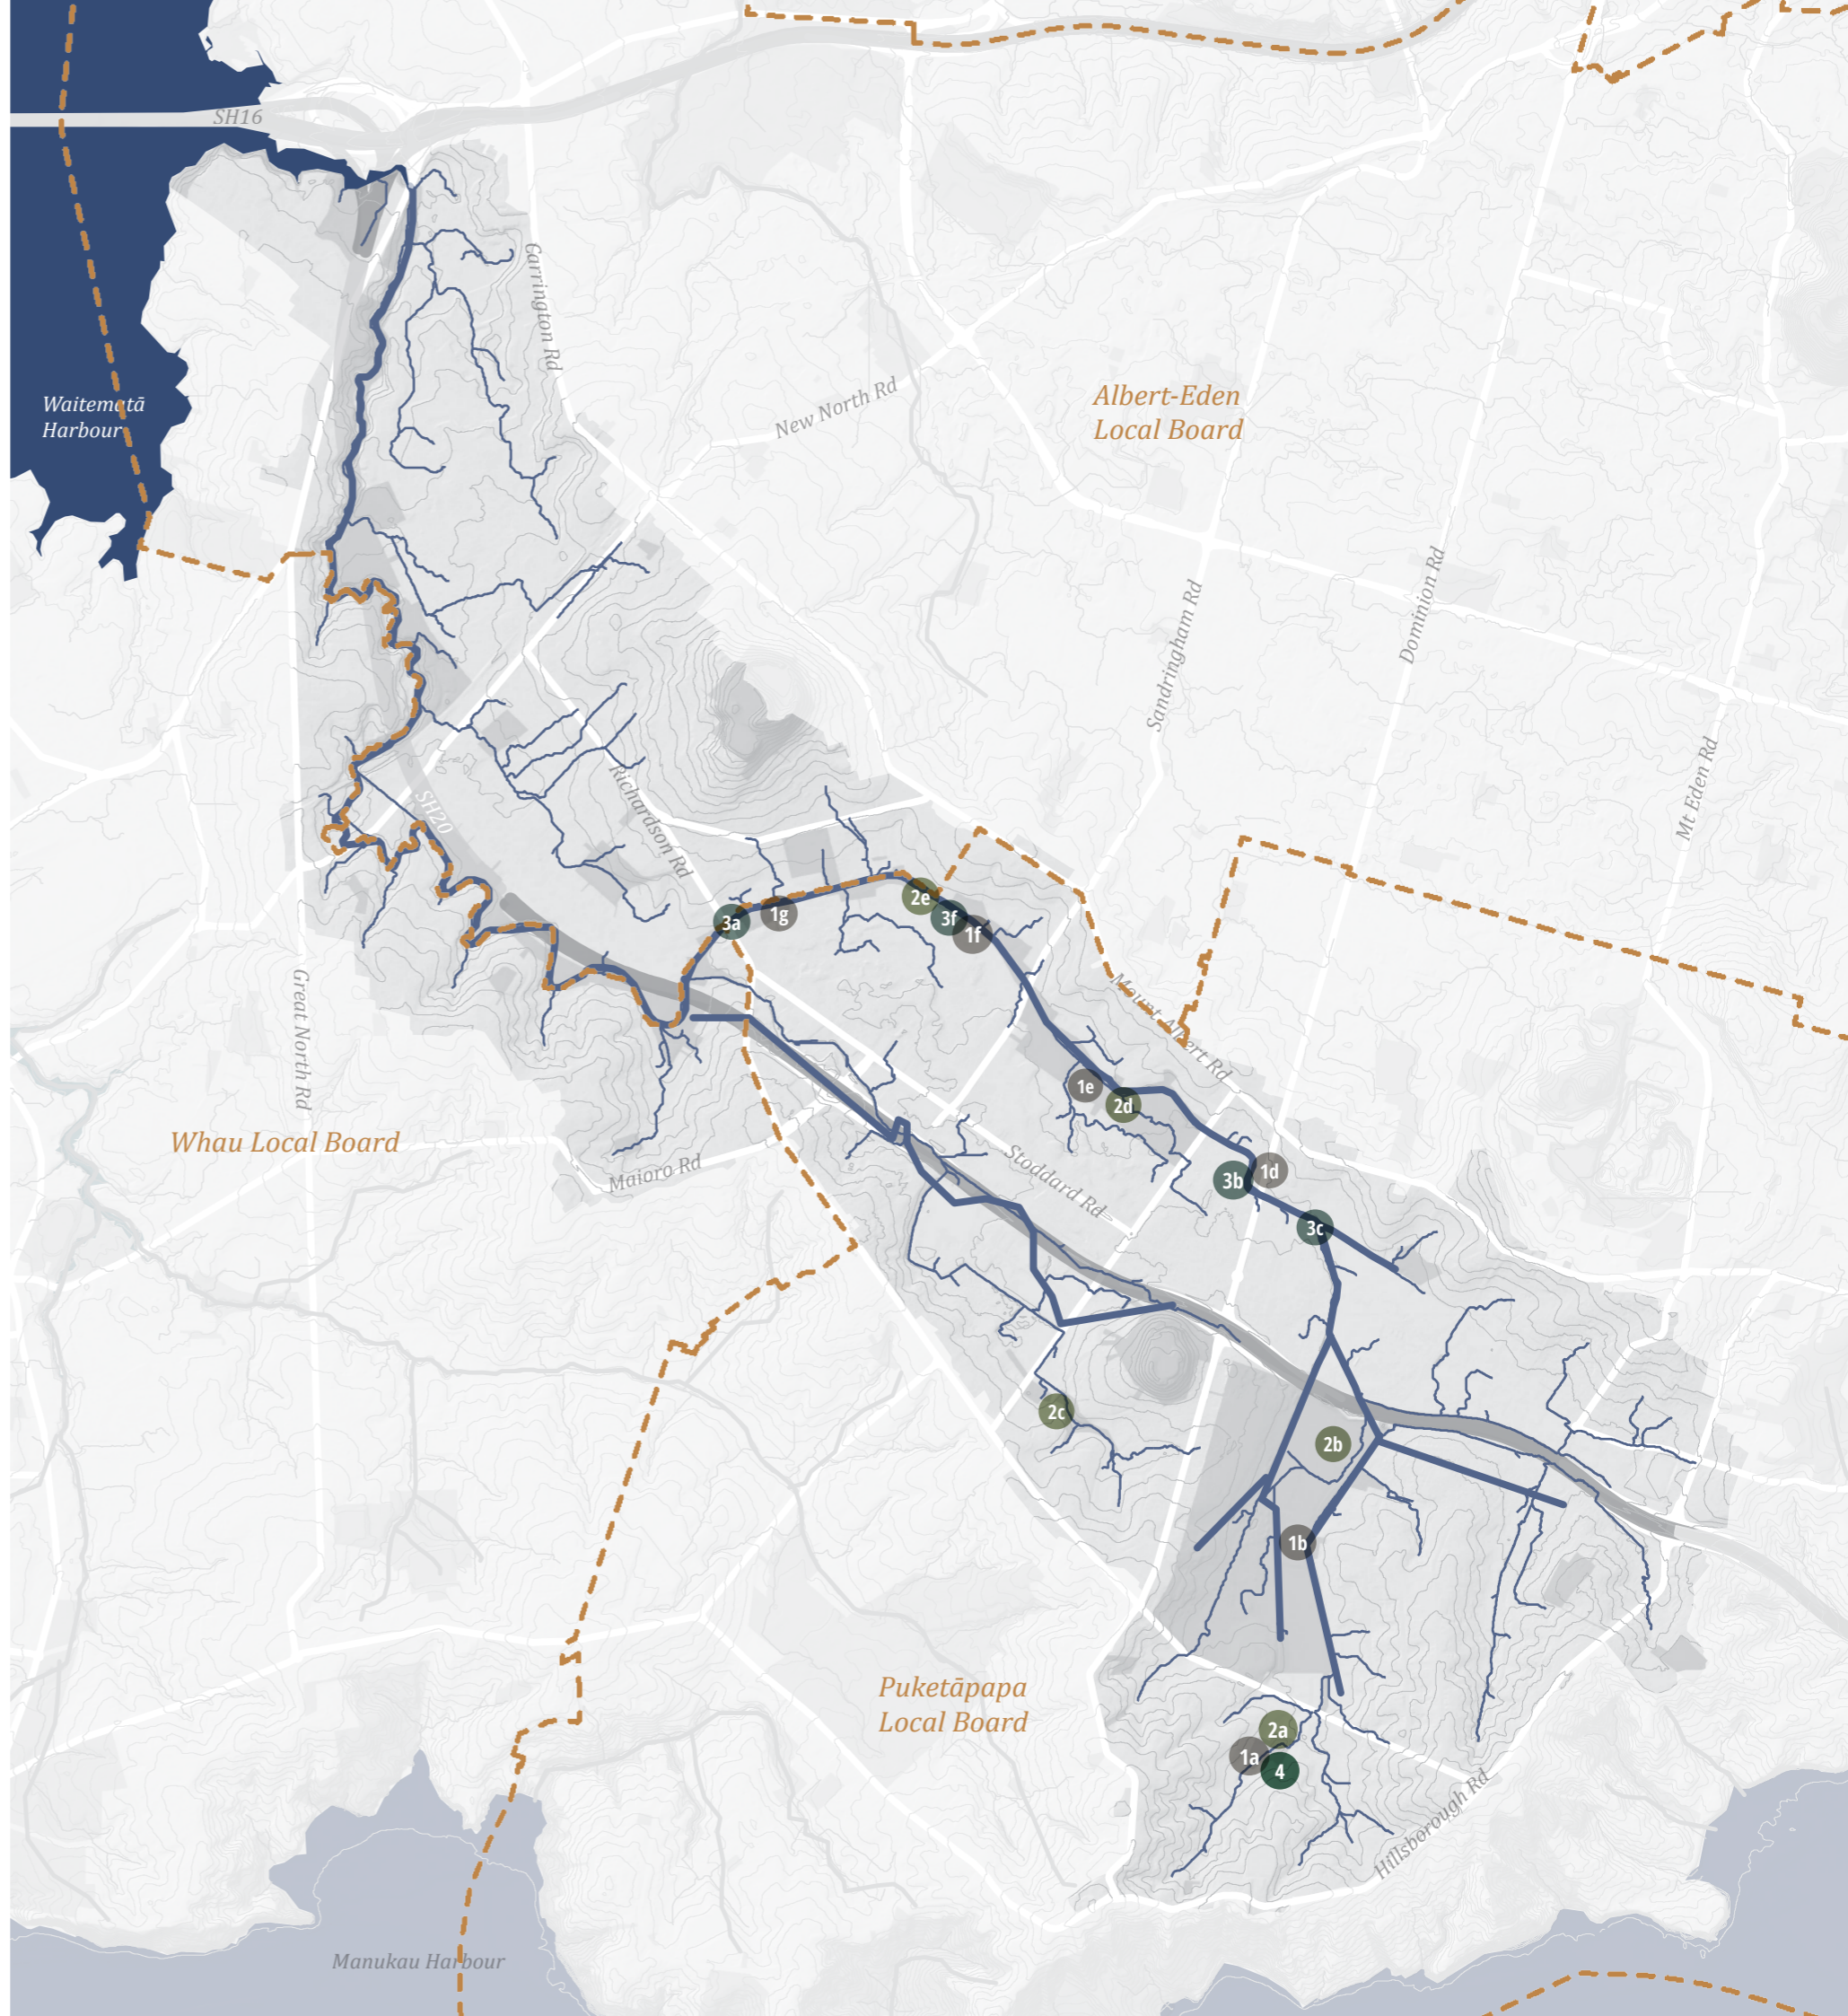 SH16
Carrington Rd
Waitematā
Harbour
New North Rd
Albert-Eden
Local Board
Sandringham Rd
Dominion Rd
Mt Eden Rd
SH20
Richardson Rd
3a
1g
2e
3f
1f
Great North Rd
Mount Albert Rd
1e
2d
Whau Local Board
Maioro Rd
Stoddard Rd
3b
1d
3c
2c
2b
1b
Puketāpapa
Local Board
2a
1a
4
Hillsborough Rd
Manukau Harbour